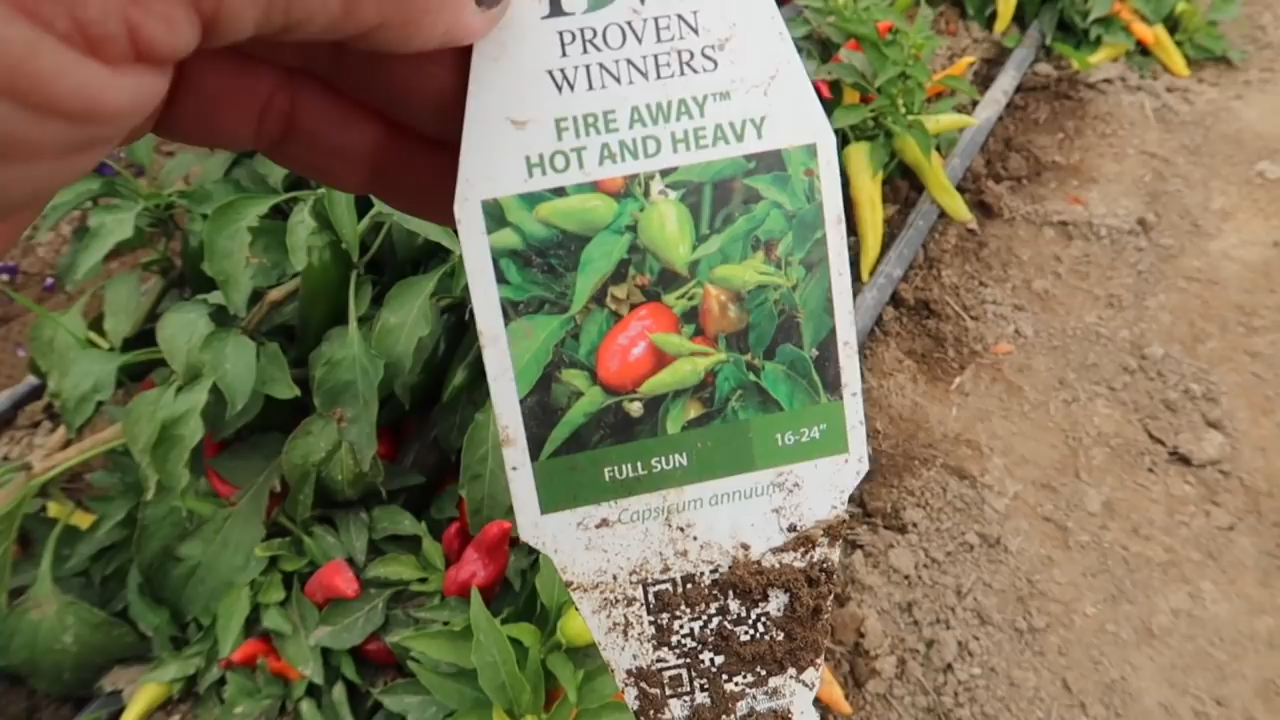 PROVEN
WINNERS®
FIRE AWAY™
HOT AND HEAVY
FULL SUN
16-24"
Capsicum annuum